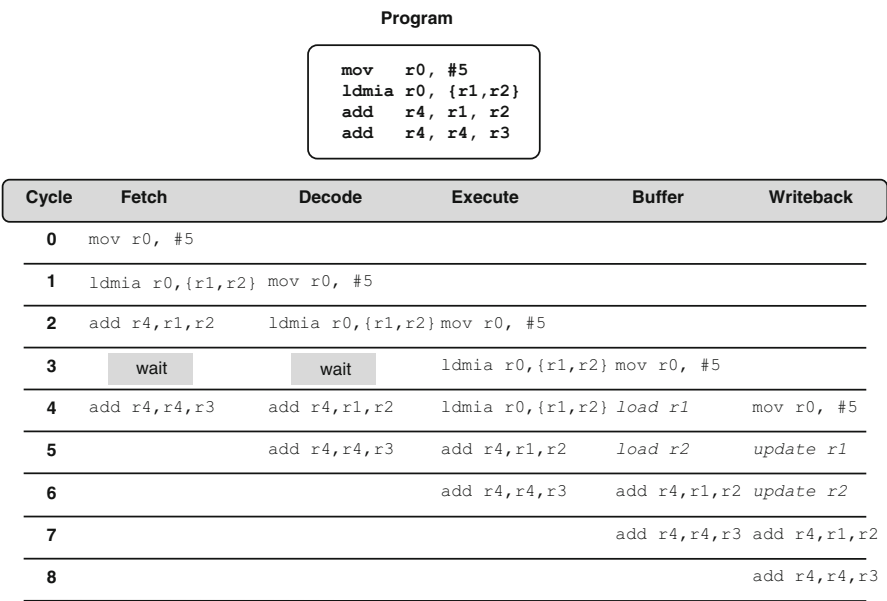 Program
mov r0, #5
ldmia r0, {r1,r2}
add r4, r1, r2
add r4, r4, r3
Cycle Fetch Decode Execute Buffer Writeback
0 mov r0, #5
1 ldmia r0,{r1,r2} mov r0, #5
2 add r4,r1,r2 ldmia r0,{r1,r2} mov r0, #5
3 wait wait ldmia r0,{r1,r2} mov r0, #5
4 add r4,r4,r3 add r4,r1,r2 ldmia r0,{r1,r2} load r1 mov r0, #5
5 add r4,r4,r3 add r4,r1,r2 load r2 update r1
6 add r4,r4,r3 add r4,r1,r2 update r2
7 add r4,r4,r3 add r4,r1,r2
8 add r4,r4,r3